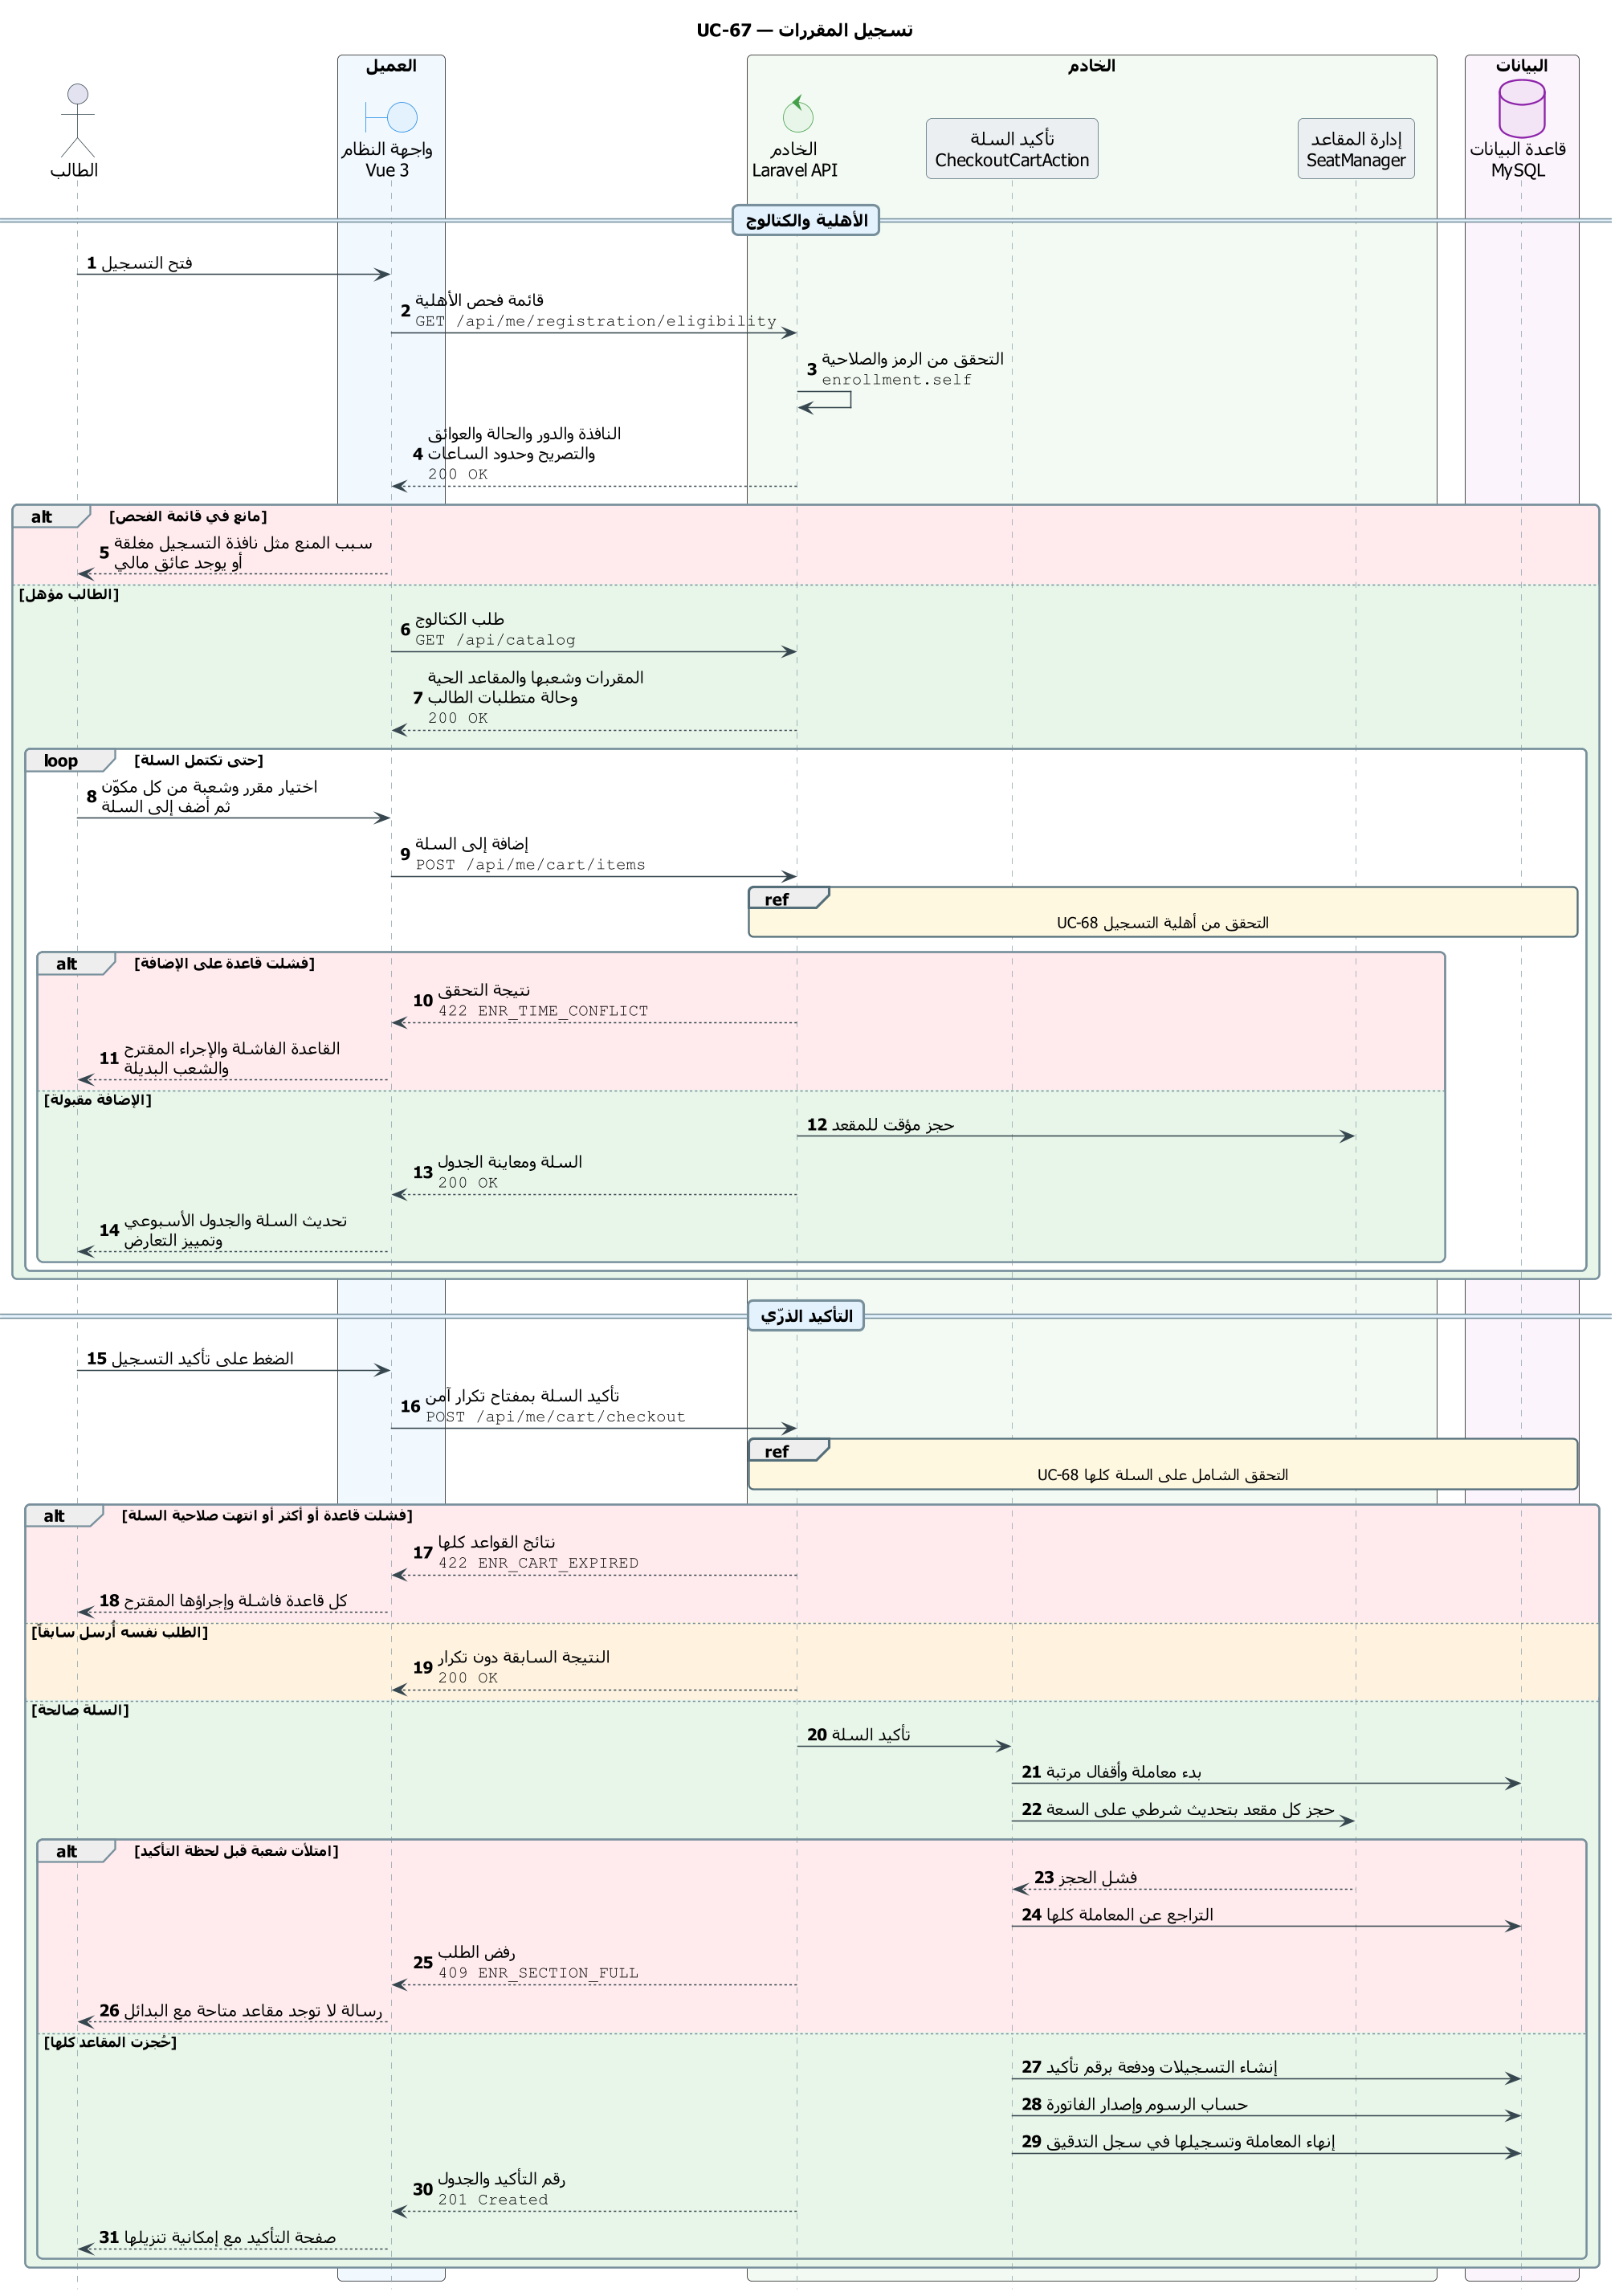 UC-67 — تسجيل المقررات
العميل
الخادم
البيانات
الطالب
واجهة النظام
Vue 3
الخادم
Laravel API
تأكيد السلة
CheckoutCartAction
إدارة المقاعد
SeatManager
قاعدة البيانات
MySQL
الأهلية والكتالوج
1 فتح التسجيل
2 قائمة فحص الأهلية
GET /api/me/registration/eligibility
3 التحقق من الرمز والصلاحية
enrollment.self
4 النافذة والدور والحالة والعوائق
والتصريح وحدود الساعات
200 OK
alt [مانع في قائمة الفحص]
5 سبب المنع مثل نافذة التسجيل مغلقة
أو يوجد عائق مالي
[الطالب مؤهل]
6 طلب الكتالوج
GET /api/catalog
7 المقررات وشعبها والمقاعد الحية
وحالة متطلبات الطالب
200 OK
loop [حتى تكتمل السلة]
8 اختيار مقرر وشعبة من كل مكوّن
ثم أضف إلى السلة
9 إضافة إلى السلة
POST /api/me/cart/items
ref
التحقق من أهلية التسجيل UC-68
alt [فشلت قاعدة على الإضافة]
10 نتيجة التحقق
422 ENR_TIME_CONFLICT
11 القاعدة الفاشلة والإجراء المقترح
والشعب البديلة
[الإضافة مقبولة]
12 حجز مؤقت للمقعد
13 السلة ومعاينة الجدول
200 OK
14 تحديث السلة والجدول الأسبوعي
وتمييز التعارض
التأكيد الذرّي
15 الضغط على تأكيد التسجيل
16 تأكيد السلة بمفتاح تكرار آمن
POST /api/me/cart/checkout
ref
التحقق الشامل على السلة كلها UC-68
alt [فشلت قاعدة أو أكثر أو انتهت صلاحية السلة]
17 نتائج القواعد كلها
422 ENR_CART_EXPIRED
18 كل قاعدة فاشلة وإجراؤها المقترح
[الطلب نفسه أُرسل سابقاً]
19 النتيجة السابقة دون تكرار
200 OK
[السلة صالحة]
20 تأكيد السلة
21 بدء معاملة وأقفال مرتبة
22 حجز كل مقعد بتحديث شرطي على السعة
alt [امتلأت شعبة قبل لحظة التأكيد]
23 فشل الحجز
24 التراجع عن المعاملة كلها
25 رفض الطلب
409 ENR_SECTION_FULL
26 رسالة لا توجد مقاعد متاحة مع البدائل
[حُجزت المقاعد كلها]
27 إنشاء التسجيلات ودفعة برقم تأكيد
28 حساب الرسوم وإصدار الفاتورة
29 إنهاء المعاملة وتسجيلها في سجل التدقيق
30 رقم التأكيد والجدول
201 Created
31 صفحة التأكيد مع إمكانية تنزيلها